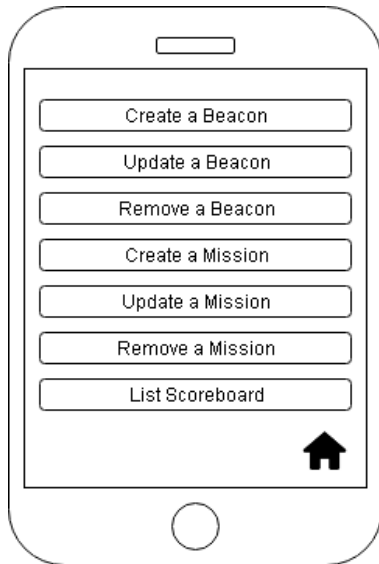 Create a Beacon
Update a Beacon
Remove a Beacon
Create a Mission
Update a Mission
Remove a Mission
List Scoreboard